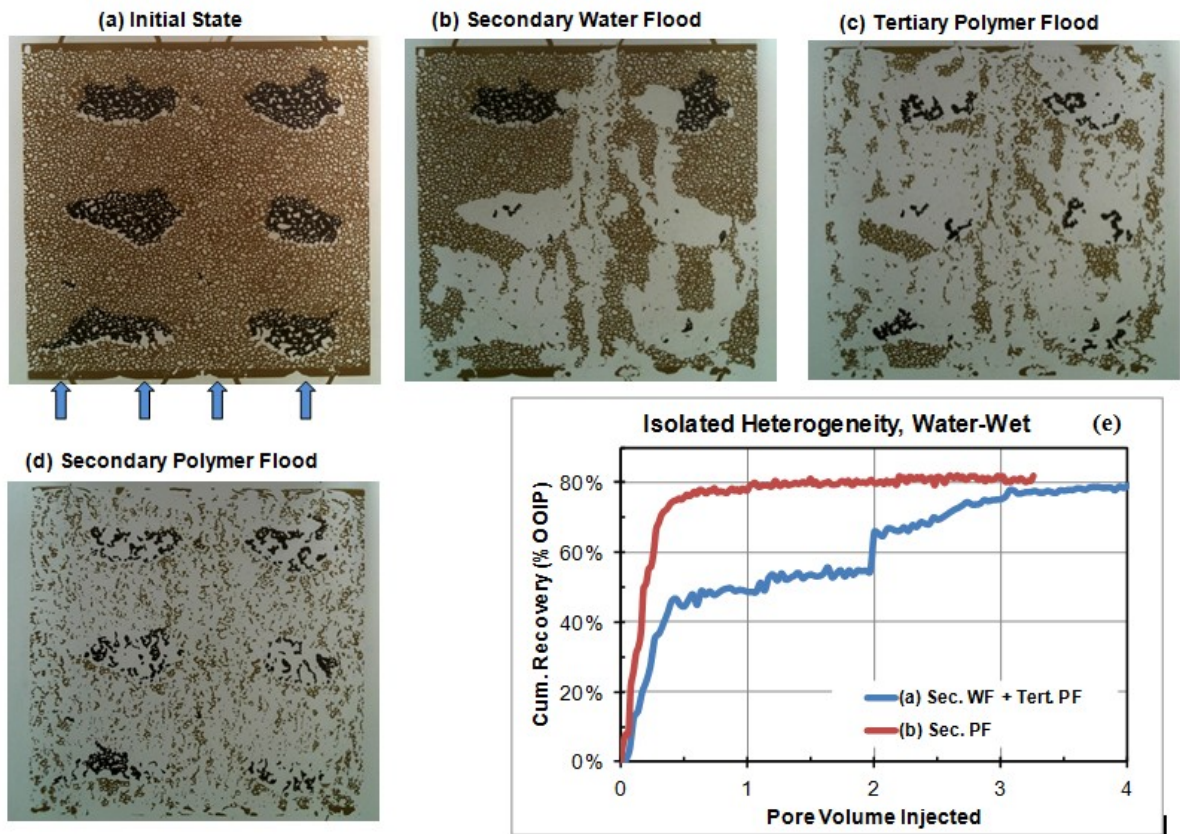 (a) Initial State
(b) Secondary Water Flood
(c) Tertiary Polymer Flood
(d) Secondary Polymer Flood
Isolated Heterogeneity, Water-Wet (e)
Cum. Recovery (% OOIP)
80%
60%
40%
20%
0%
(a) Sec. WF + Tert. PF
(b) Sec. PF
0 1 2 3 4
Pore Volume Injected